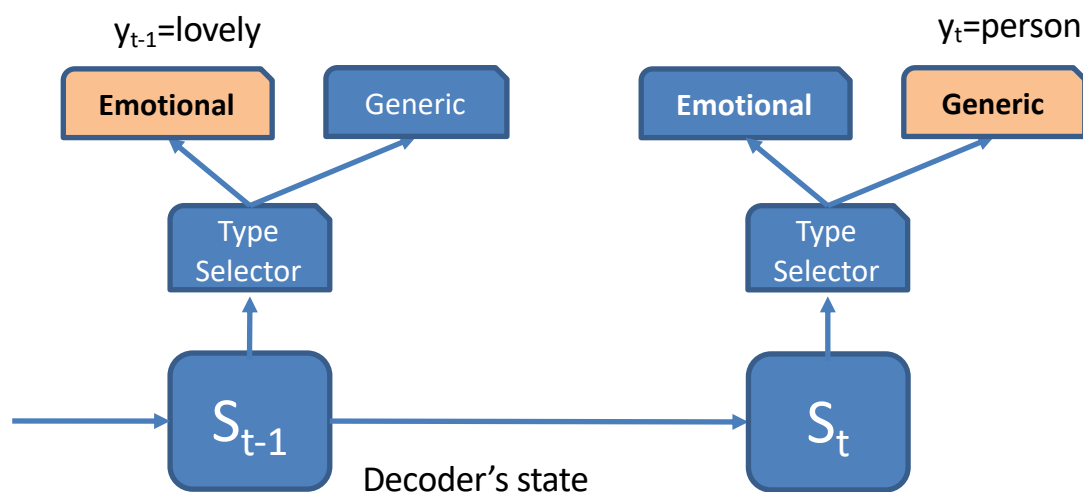 yt-1=lovely
yt=person
Emotional
Generic
Emotional
Generic
Type
Selector
Type
Selector
St-1
St
Decoder’s state